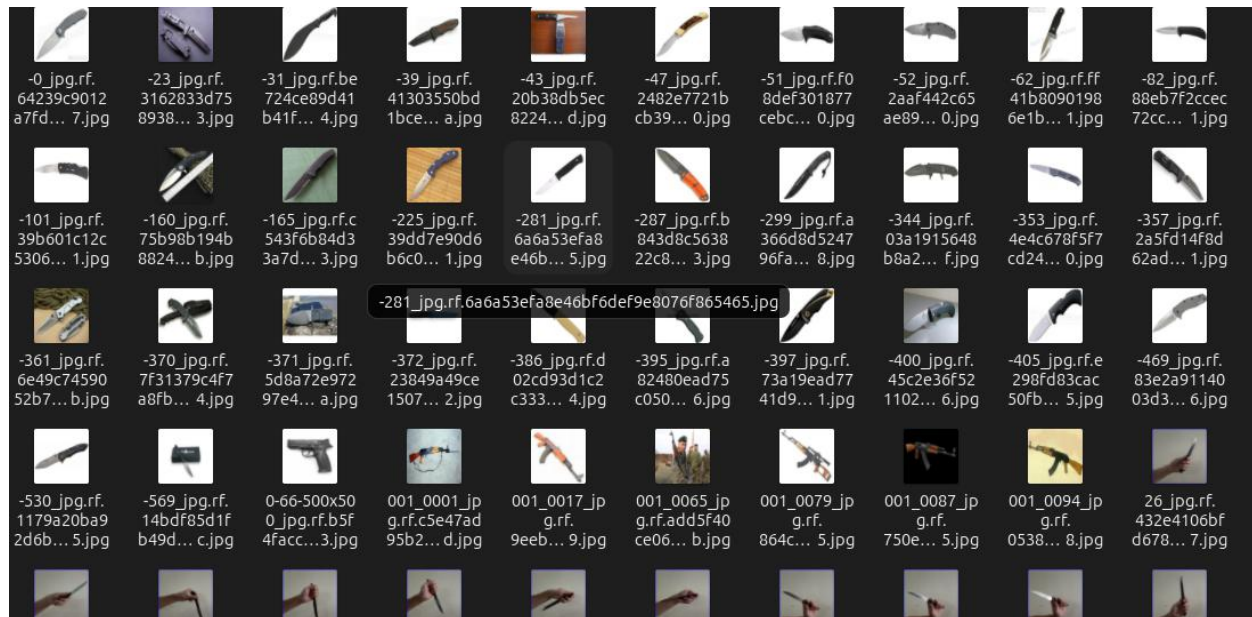 -0_jpg.rf. -23_jpg.rf. -31_jpg.rf.be -39_jpg.rf. -43_jpg.rf. -47_jpg.rf. -51_jpg.rf.f0 -52_jpg.rf. -62_jpg.rf.ff -82_jpg.rf.
64239c9012 3162833d75 724ce89d41 41303550bd 20b38db5ec 2482e7721b 8def301877 2aaf442c65 41b8090198 88eb7f2ccec
a7fd... 7.jpg 8938... 3.jpg b41f... 4.jpg 1bce... a.jpg 8224... d.jpg cb39... 0.jpg cebc... 0.jpg ae89... 0.jpg 6e1b... 1.jpg 72cc... 1.jpg
-101_jpg.rf. -160_jpg.rf. -165_jpg.rf.c -225_jpg.rf. -281_jpg.rf. -287_jpg.rf.b -299_jpg.rf.a -344_jpg.rf. -353_jpg.rf. -357_jpg.rf.
39b601c12c 75b98b194b 543f6b84d3 39dd7e90d6 6a6a53efa8 843d8c5638 366d8d5247 03a1915648 4e4c678f5f7 2a5fd14f8d
5306... 1.jpg 8824... b.jpg 3a7d... 3.jpg b6c0... 1.jpg e46b... 5.jpg 22c8... 3.jpg 96fa... 8.jpg b8a2... f.jpg cd24... 0.jpg 62ad... 1.jpg
-281_jpg.rf.6a6a53efa8e46bf6def9e8076f865465.jpg
-361_jpg.rf. -370_jpg.rf. -371_jpg.rf. -372_jpg.rf. -386_jpg.rf.d -395_jpg.rf.a -397_jpg.rf. -400_jpg.rf. -405_jpg.rf.e -469_jpg.rf.
6e49c74590 7f31379c4f7 5d8a72e972 23849a49ce 02cd93d1c2 82480ead75 73a19ead77 45c2e36f52 298fd83cac 83e2a91140
52b7... b.jpg a8fb... 4.jpg 97e4... a.jpg 1507... 2.jpg c333... 4.jpg c050... 6.jpg 41d9... 1.jpg 1102... 6.jpg 50fb... 5.jpg 03d3... 6.jpg
-530_jpg.rf. -569_jpg.rf. 0-66-500x50 001_0001_jp 001_0017_jp 001_0065_jp 001_0079_jp 001_0087_jp 001_0094_jp 26_jpg.rf.
1179a20ba9 14bdf85d1f 0_jpg.rf.b5f g.rf.c5e47ad g.rf. g.rf.add5f40 g.rf. g.rf. g.rf. 432e4106bf
2d6b... 5.jpg b49d... c.jpg 4facc...3.jpg 95b2... d.jpg 9eeb... 9.jpg ce06... b.jpg 864c... 5.jpg 750e... 5.jpg 0538... 8.jpg d678... 7.jpg